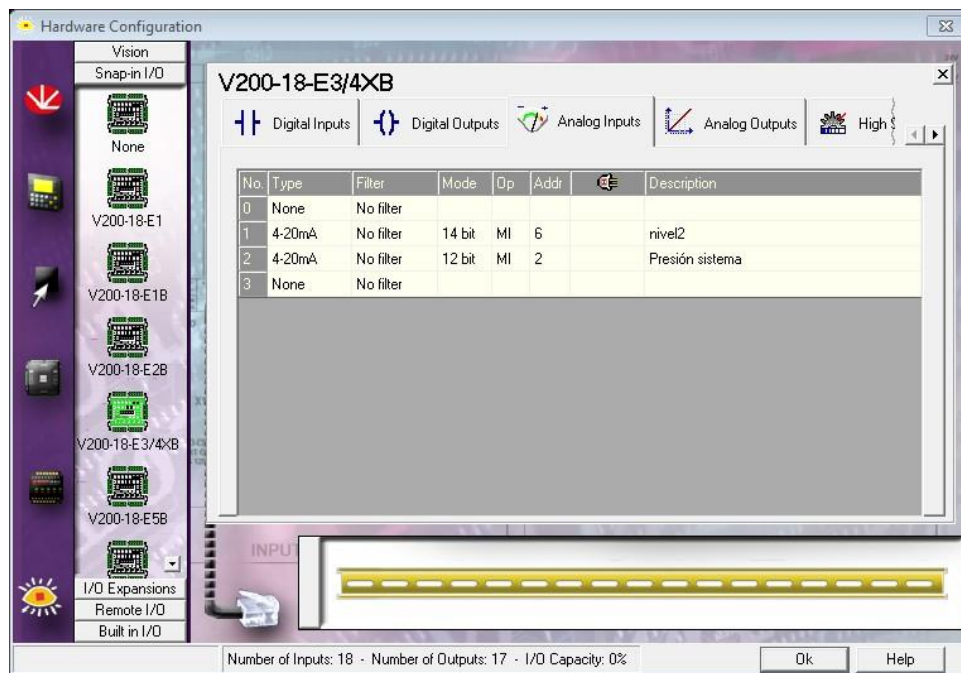 Hardware Configuration
Vision
Snap-in I/O
None
V200-18-E1
V200-18-E1B
V200-18-E2B
V200-18-E3/4XB
V200-18-E5B
I/O Expansions
Remote I/O
Built in I/O
V200-18-E3/4XB
Digital Inputs Digital Outputs Analog Inputs Analog Outputs High
No. Type Filter Mode Op Addr Description
0 None No filter
1 4-20mA No filter 14 bit MI 6 nivel2
2 4-20mA No filter 12 bit MI 2 Presión sistema
3 None No filter
INPUT
Number of Inputs: 18 - Number of Outputs: 17 - I/O Capacity: 0% Ok Help